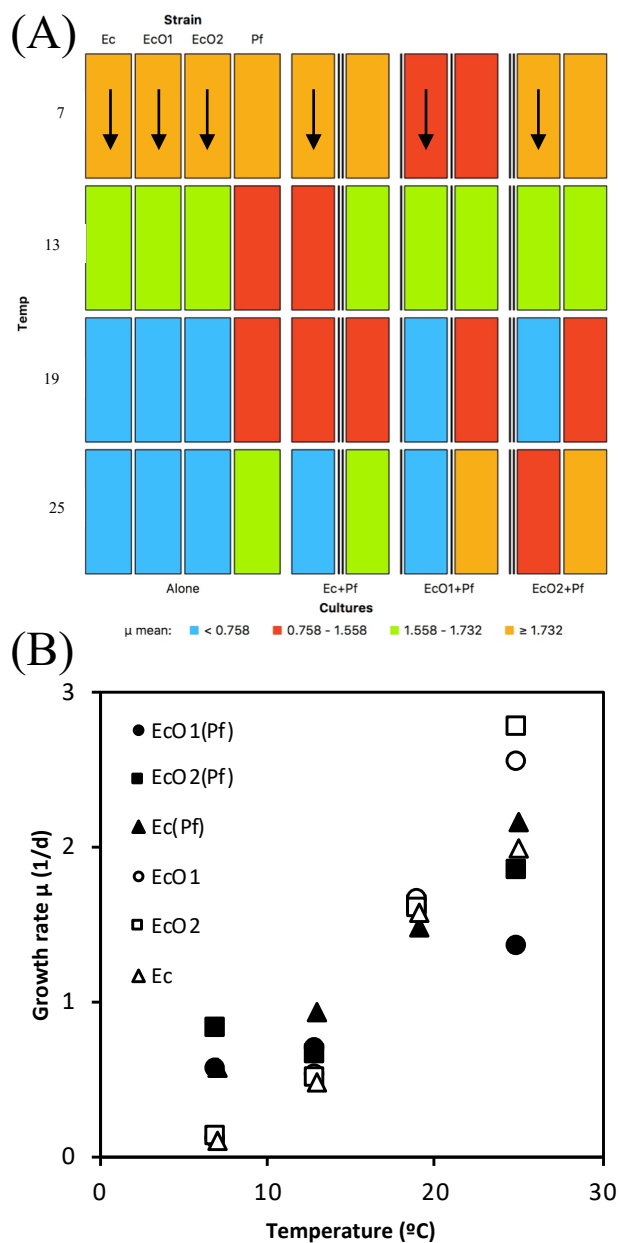 (A)
Strain
Ec EcO1 EcO2 Pf
7
13
Temp
19
25
Alone Ec+Pf EcO1+Pf EcO2+Pf
Cultures
μ mean: < 0.758 0.758 - 1.558 1.558 - 1.732 ≥ 1.732
(B)
3
EcO1(Pf)
EcO2(Pf)
Ec(Pf)
2
EcO1
EcO2
Ec
Growth rate μ (1/d)
1
0
0 10 20 30
Temperature (ºC)